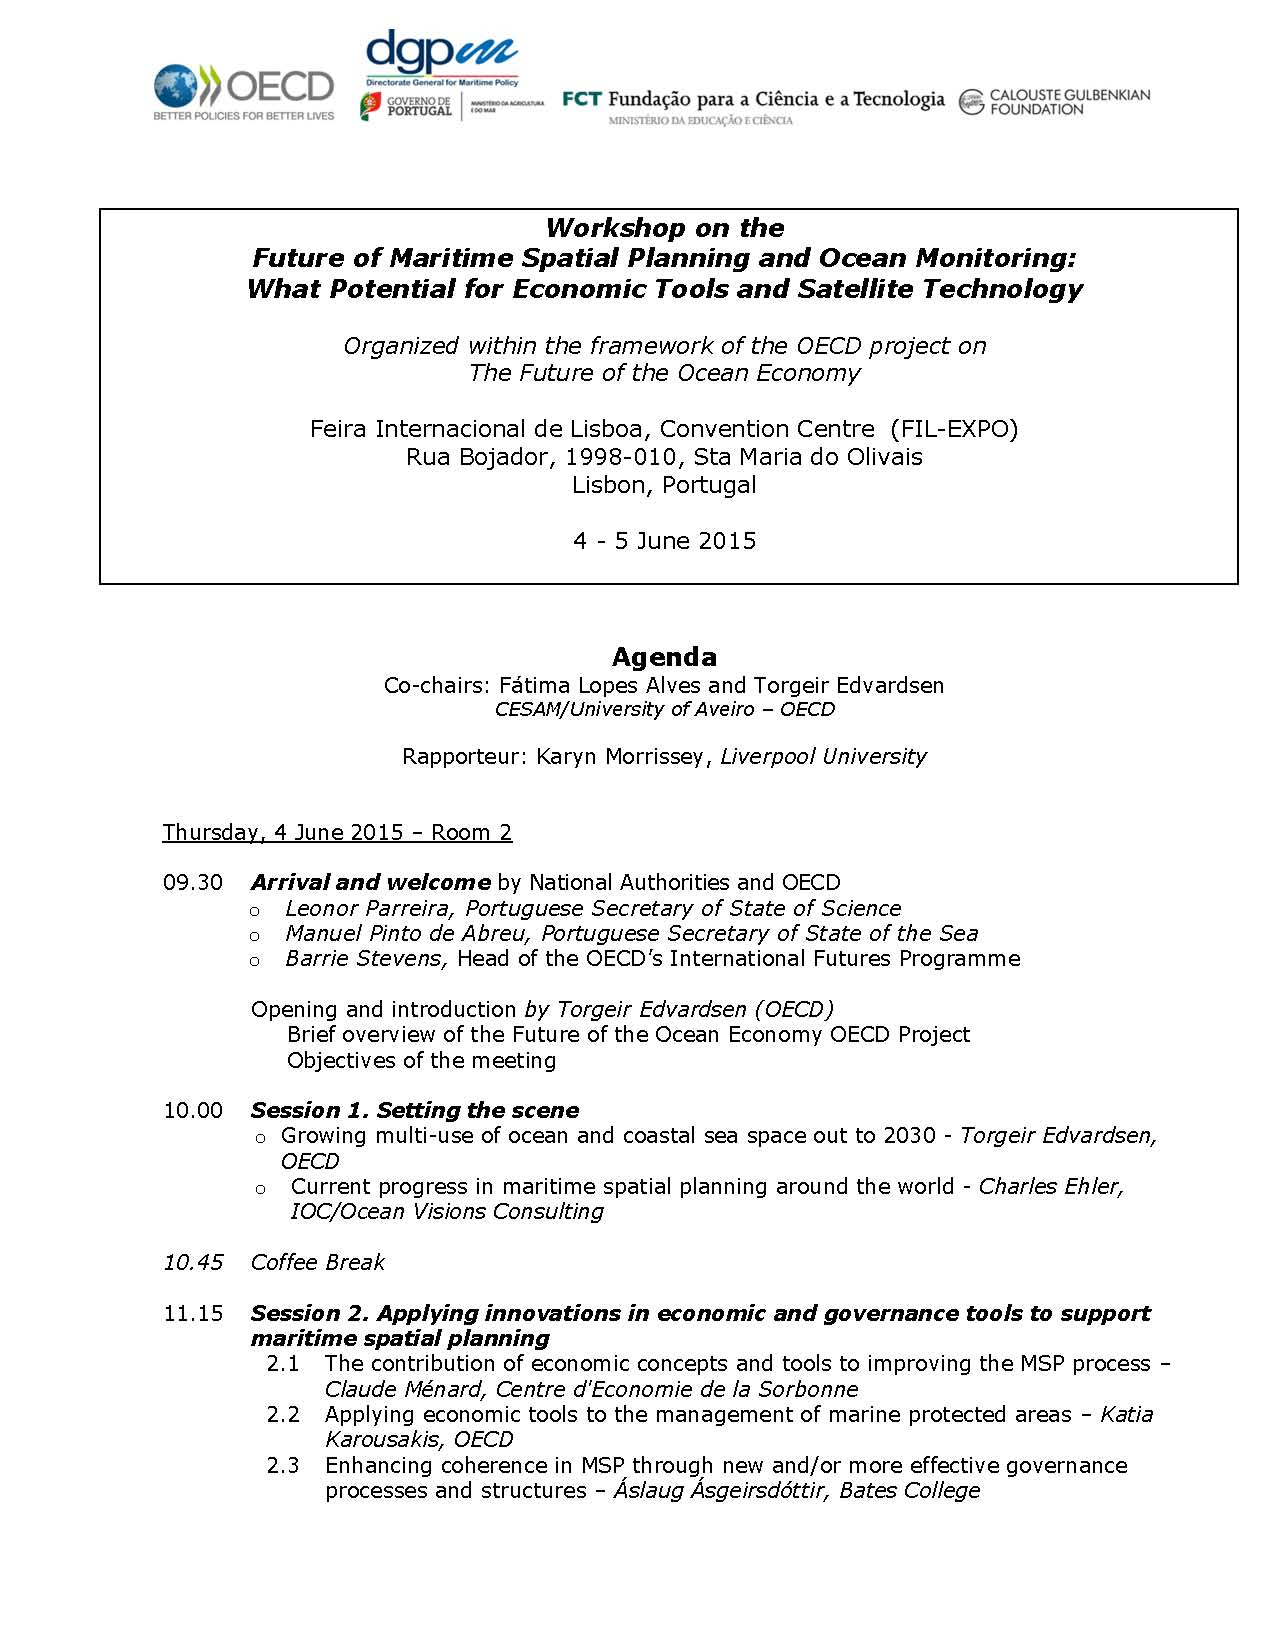 OECD
BETTER POLICIES FOR BETTER LIVES
dgpm
Directorate General for Maritime Policy
GOVERNO DE
PORTUGAL
MINISTÉRIO DA AGRICULTURA
E DO MAR
FCT Fundação para a Ciência e a Tecnologia
MINISTÉRIO DA EDUCAÇÃO E CIÊNCIA
CALOUSTE GULBENKIAN
FOUNDATION
Workshop on the
Future of Maritime Spatial Planning and Ocean Monitoring:
What Potential for Economic Tools and Satellite Technology
Organized within the framework of the OECD project on
The Future of the Ocean Economy
Feira Internacional de Lisboa, Convention Centre (FIL-EXPO)
Rua Bojador, 1998-010, Sta Maria do Olivais
Lisbon, Portugal
4 - 5 June 2015
Agenda
Co-chairs: Fátima Lopes Alves and Torgeir Edvardsen
CESAM/University of Aveiro – OECD
Rapporteur: Karyn Morrissey, Liverpool University
Thursday, 4 June 2015 – Room 2
09.30 Arrival and welcome by National Authorities and OECD
o Leonor Parreira, Portuguese Secretary of State of Science
o Manuel Pinto de Abreu, Portuguese Secretary of State of the Sea
o Barrie Stevens, Head of the OECD’s International Futures Programme
Opening and introduction by Torgeir Edvardsen (OECD)
Brief overview of the Future of the Ocean Economy OECD Project
Objectives of the meeting
10.00 Session 1. Setting the scene
o Growing multi-use of ocean and coastal sea space out to 2030 - Torgeir Edvardsen,
OECD
o Current progress in maritime spatial planning around the world - Charles Ehler,
IOC/Ocean Visions Consulting
10.45 Coffee Break
11.15 Session 2. Applying innovations in economic and governance tools to support
maritime spatial planning
2.1 The contribution of economic concepts and tools to improving the MSP process –
Claude Ménard, Centre d'Economie de la Sorbonne
2.2 Applying economic tools to the management of marine protected areas – Katia
Karousakis, OECD
2.3 Enhancing coherence in MSP through new and/or more effective governance
processes and structures – Áslaug Ásgeirsdóttir, Bates College